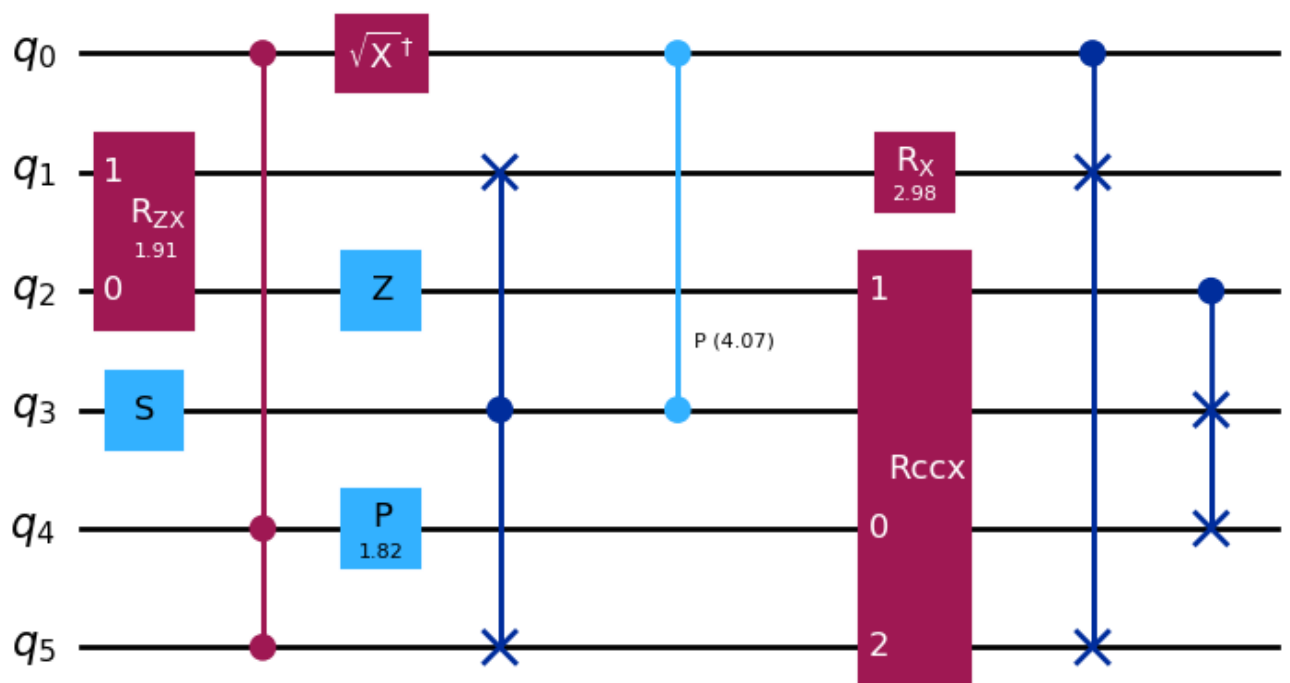 q0 √X†
q1 1 RX
RZX 2.98
1.91
q2 0 Z 1
P (4.07)
q3 S
Rccx
q4 P 0
1.82
q5 2